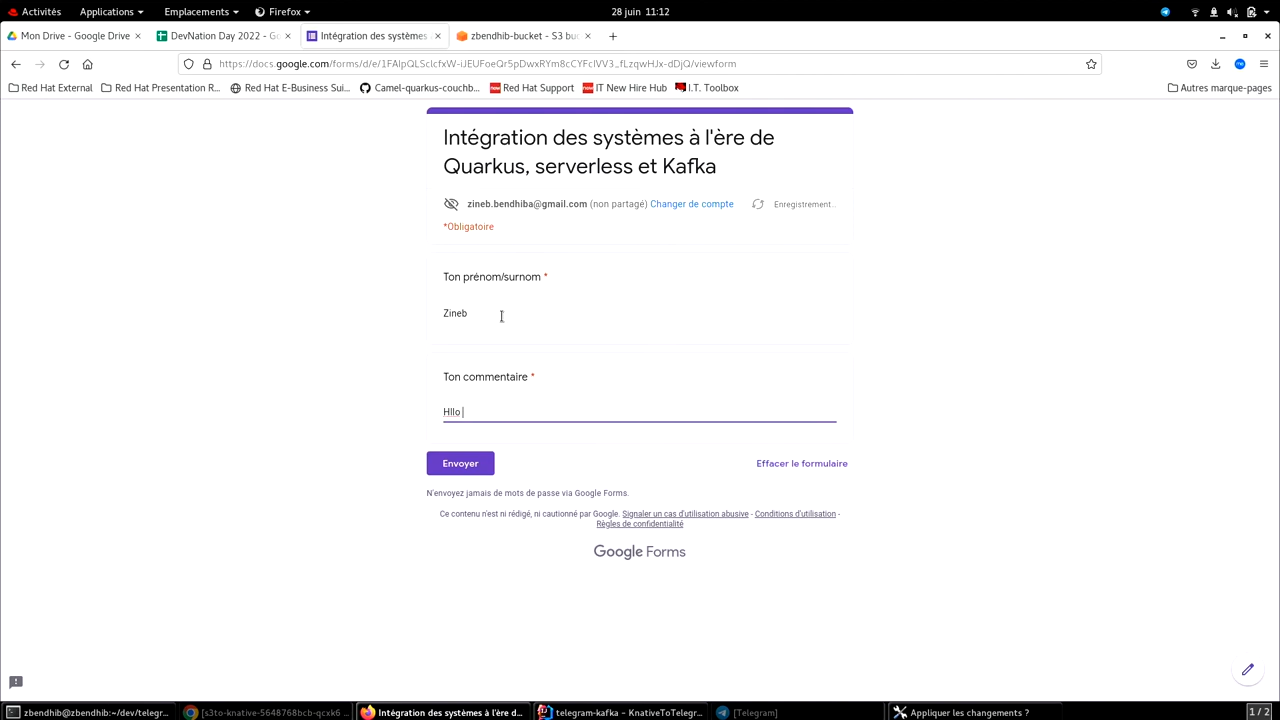 Activités Applications Emplacements Firefox 28 juin 11:12
Mon Drive - Google Drive DevNation Day 2022 - Go Intégration des systèmes zbendhib-bucket - S3 bu
Red Hat External Red Hat Presentation R... Red Hat E-Business Sui... Camel-quarkus-couchb... Red Hat Support IT New Hire Hub I.T. Toolbox Autres marque-pages
Intégration des systèmes à l'ère de
Quarkus, serverless et Kafka
zineb.bendhiba@gmail.com (non partagé) Changer de compte Enregistrement...
*Obligatoire
Ton prénom/surnom *
Zineb
Ton commentaire *
Hllo
Envoyer Effacer le formulaire
N'envoyez jamais de mots de passe via Google Forms.
Ce contenu n'est ni rédigé, ni cautionné par Google. Signaler un cas d'utilisation abusive - Conditions d'utilisation -
Règles de confidentialité
Google Forms
zbendhib@zbendhib:~/dev/telegr... [s3to-knative-5648768bcb-qcxk6 ... Intégration des systèmes à l'ère d... telegram-kafka – KnativeToTelegr... [Telegram] Appliquer les changements ? 1 / 2